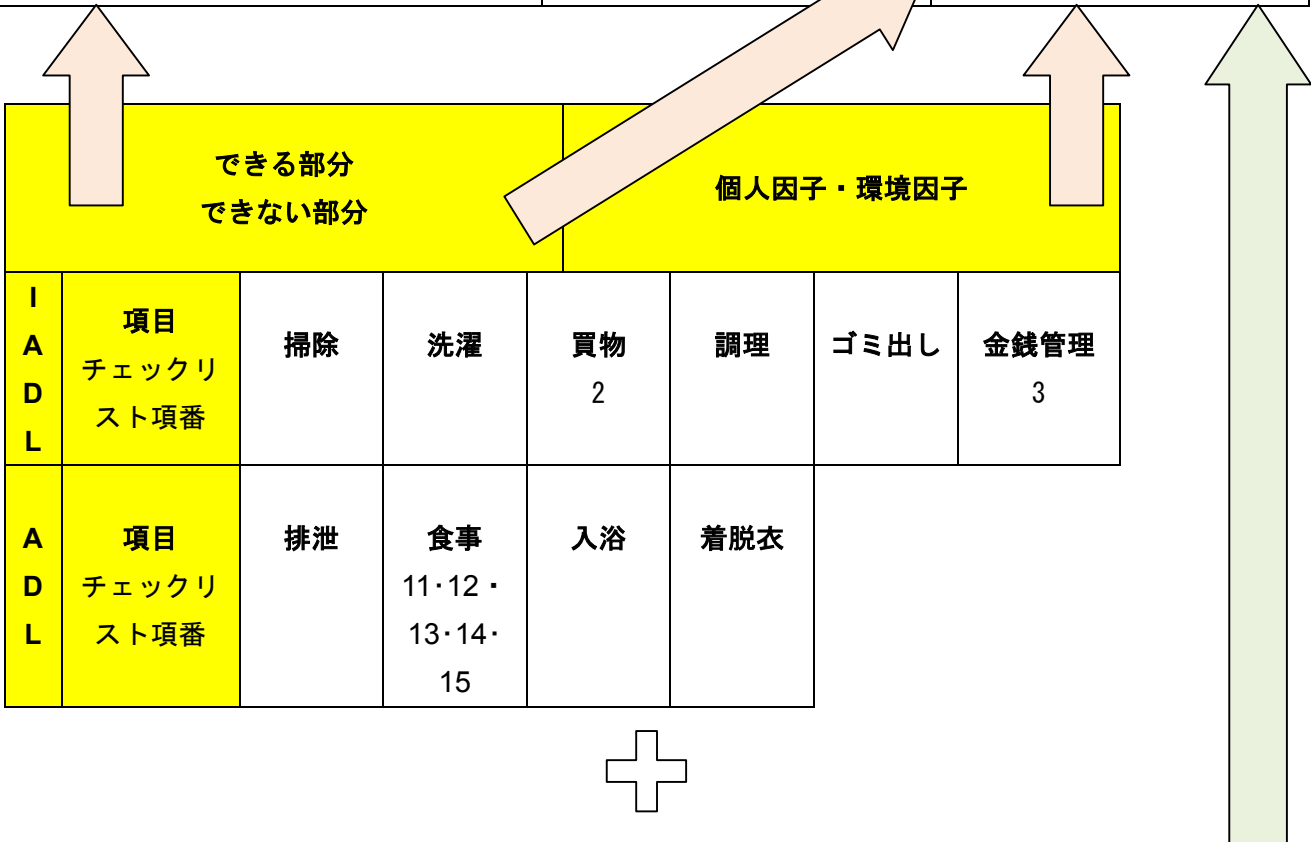 できる部分
できない部分
個人因子・環境因子
I
A
D
L
項目
チェックリ
スト項番
掃除
洗濯
買物
2
調理
ゴミ出し
金銭管理
3
A
D
L
項目
チェックリ
スト項番
排泄
食事
11・12・
13・14・
15
入浴
着脱衣